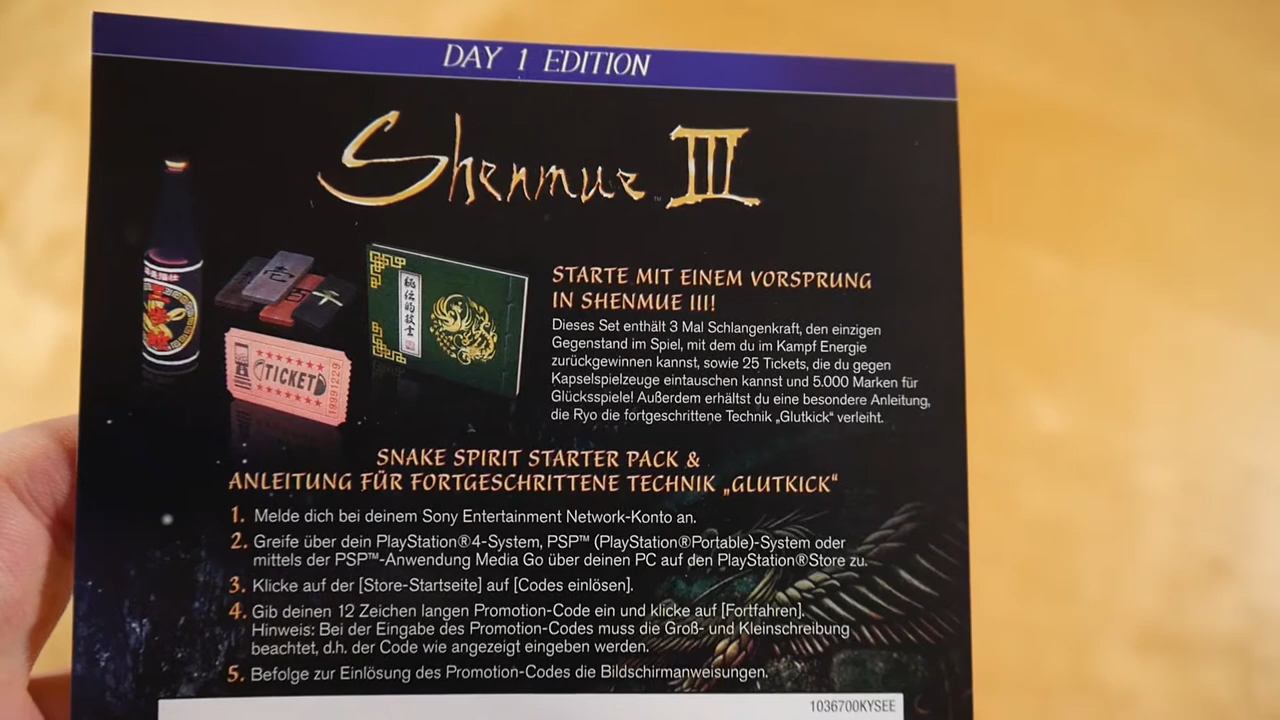 DAY 1 EDITION
Shenmue III
TICKET
19991229
秘伝的技書
STARTE MIT EINEM VORSPRUNG
IN SHENMUE III!
Dieses Set enthält 3 Mal Schlangenkraft, den einzigen
Gegenstand im Spiel, mit dem du im Kampf Energie
zurückgewinnen kannst, sowie 25 Tickets, die du gegen
Kapselspielzeuge eintauschen kannst und 5.000 Marken für
Glücksspiele! Außerdem erhältst du eine besondere Anleitung,
die Ryo die fortgeschrittene Technik „Glutkick“ verleiht.
SNAKE SPIRIT STARTER PACK &
ANLEITUNG FÜR FORTGESCHRITTENE TECHNIK „GLUTKICK“
1. Melde dich bei deinem Sony Entertainment Network-Konto an.
2. Greife über dein PlayStation®4-System, PSP™ (PlayStation®Portable)-System oder
mittels der PSP™-Anwendung Media Go über deinen PC auf den PlayStation®Store zu.
3. Klicke auf der [Store-Startseite] auf [Codes einlösen].
4. Gib deinen 12 Zeichen langen Promotion-Code ein und klicke auf [Fortfahren].
Hinweis: Bei der Eingabe des Promotion-Codes muss die Groß- und Kleinschreibung
beachtet, d.h. der Code wie angezeigt eingeben werden.
5. Befolge zur Einlösung des Promotion-Codes die Bildschirmanweisungen.
1036700KYSEE